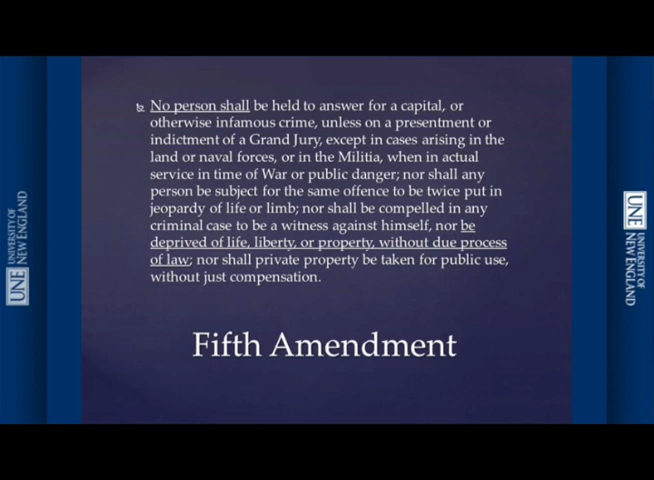 No person shall be held to answer for a capital, or
otherwise infamous crime, unless on a presentment or
indictment of a Grand Jury, except in cases arising in the
land or naval forces, or in the Militia, when in actual
service in time of War or public danger; nor shall any
person be subject for the same offence to be twice put in
jeopardy of life or limb; nor shall be compelled in any
criminal case to be a witness against himself, nor be
deprived of life, liberty, or property, without due process
of law; nor shall private property be taken for public use,
without just compensation.
Fifth Amendment
UNE
UNIVERSITY OF
NEW ENGLAND
UNE
UNIVERSITY OF
NEW ENGLAND